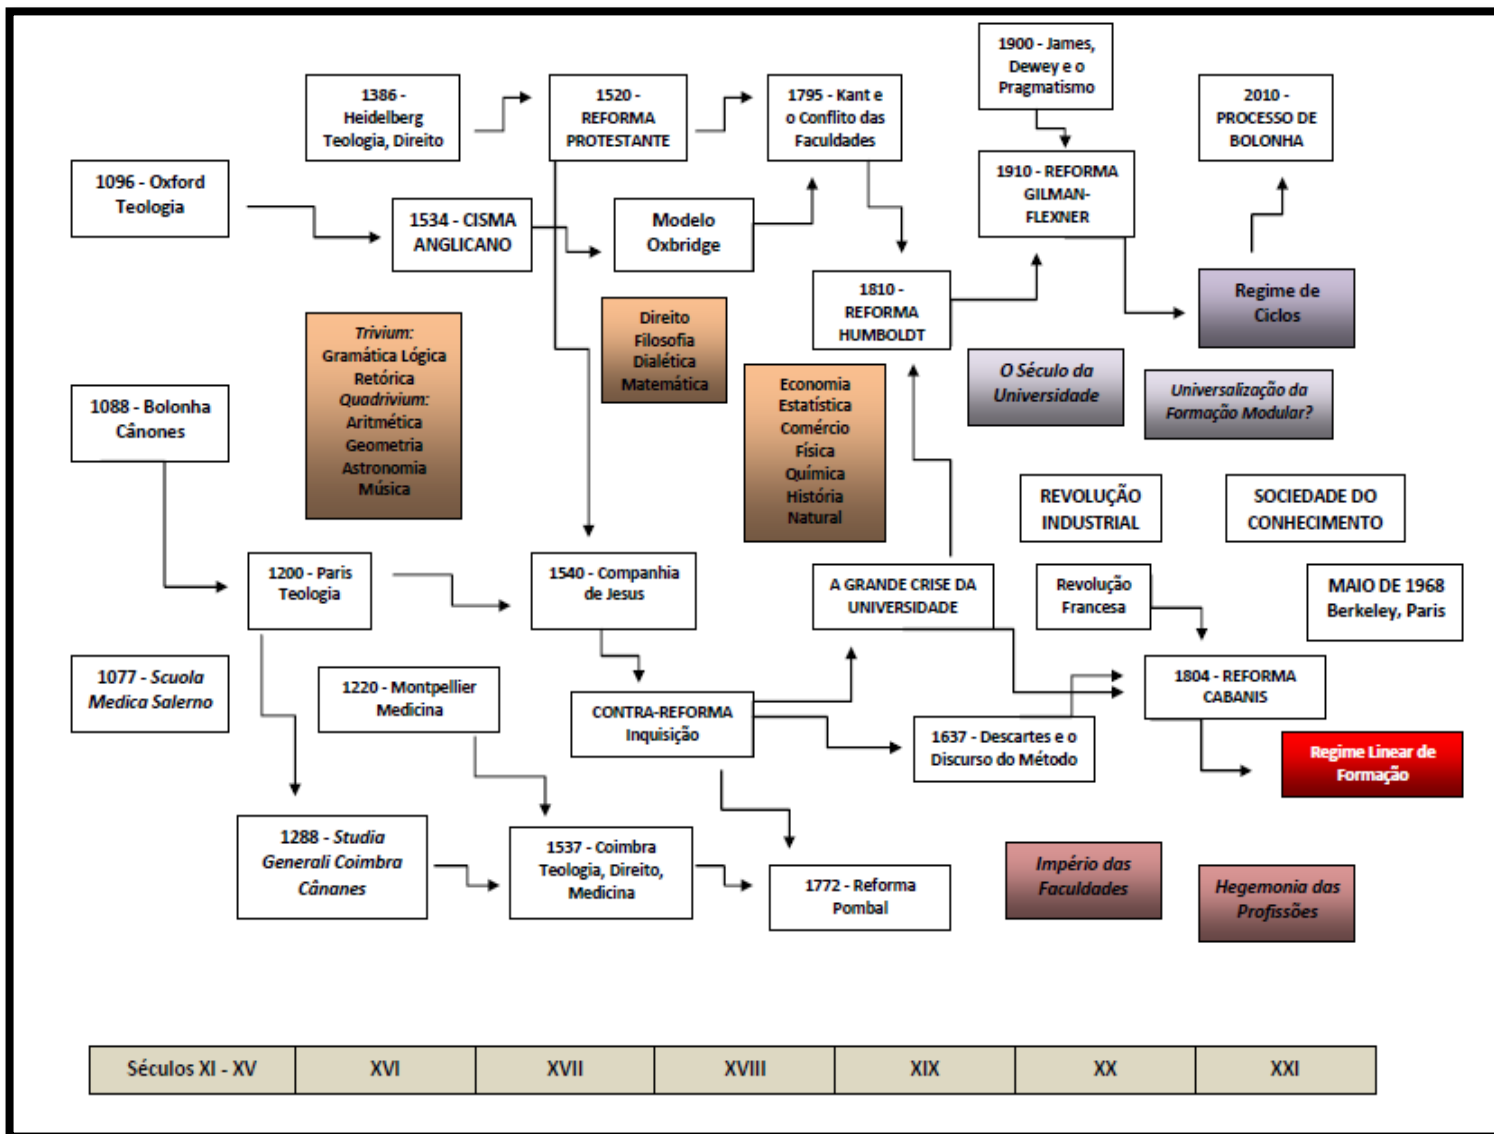 1900 - James,
Dewey e o
Pragmatismo
1386 -
Heidelberg
Teologia, Direito
1520 -
REFORMA
PROTESTANTE
1795 - Kant e
o Conflito das
Faculdades
2010 -
PROCESSO DE
BOLONHA
1096 - Oxford
Teologia
1910 - REFORMA
GILMAN-
FLEXNER
1534 - CISMA
ANGLICANO
Modelo
Oxbridge
1810 -
REFORMA
HUMBOLDT
Regime de
Ciclos
Trivium:
Gramática Lógica
Retórica
Quadrivium:
Aritmética
Geometria
Astronomia
Música
Direito
Filosofia
Dialética
Matemática
Economia
Estatística
Comércio
Física
Química
História
Natural
O Século da
Universidade
Universalização da
Formação Modular?
1088 - Bolonha
Cânones
REVOLUÇÃO
INDUSTRIAL
SOCIEDADE DO
CONHECIMENTO
1200 - Paris
Teologia
1540 - Companhia
de Jesus
A GRANDE CRISE DA
UNIVERSIDADE
Revolução
Francesa
MAIO DE 1968
Berkeley, Paris
1077 - Scuola
Medica Salerno
1220 - Montpellier
Medicina
CONTRA-REFORMA
Inquisição
1637 - Descartes e o
Discurso do Método
1804 - REFORMA
CABANIS
Regime Linear de
Formação
1288 - Studia
Generali Coimbra
Cânanes
1537 - Coimbra
Teologia, Direito,
Medicina
1772 - Reforma
Pombal
Império das
Faculdades
Hegemonia das
Profissões
Séculos XI - XV XVI XVII XVIII XIX XX XXI